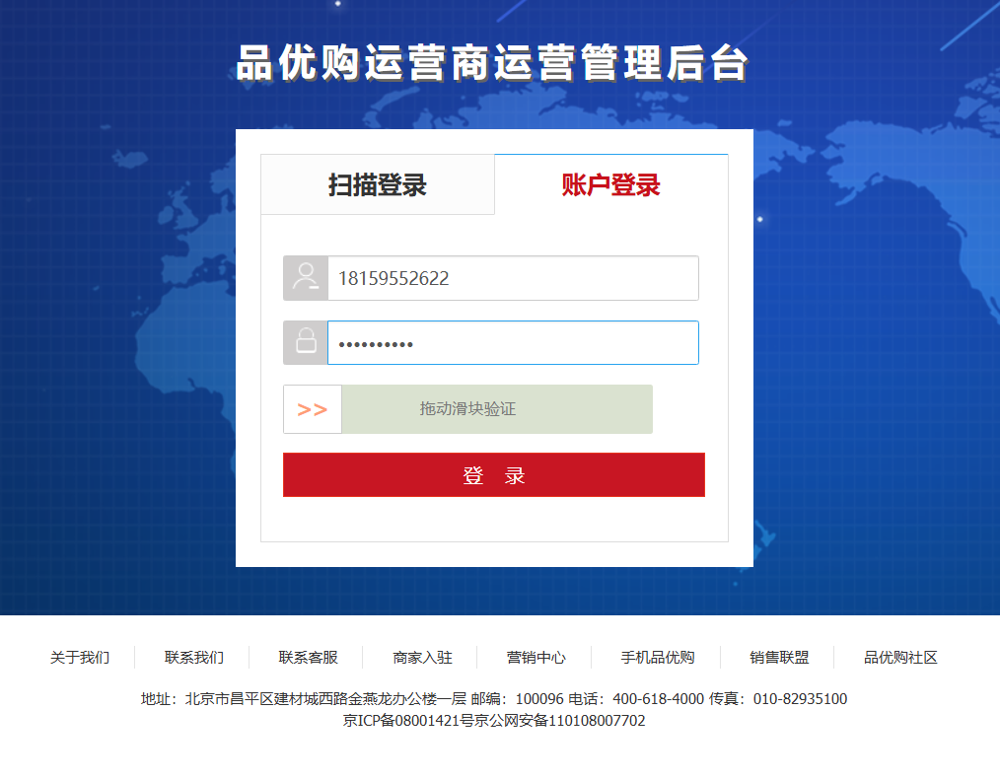 品优购运营商运营管理后台
扫描登录 账户登录
18159552622
••••••••••
>> 拖动滑块验证
登 录
关于我们 联系我们 联系客服 商家入驻 营销中心 手机品优购 销售联盟 品优购社区
地址：北京市昌平区建材城西路金燕龙办公楼一层 邮编：100096 电话：400-618-4000 传真：010-82935100
京ICP备08001421号京公网安备110108007702